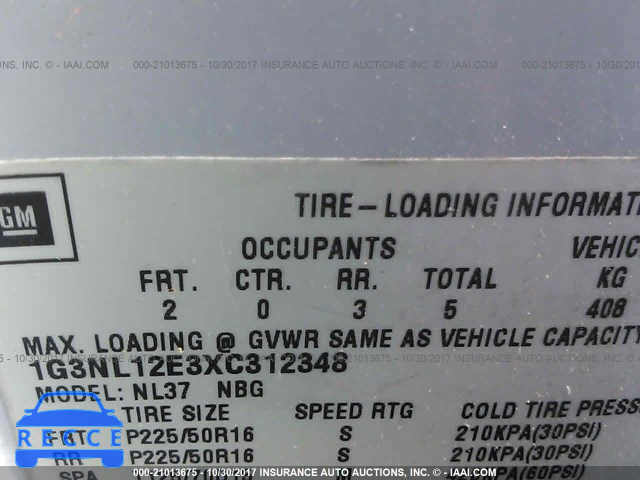 000-21013675 - 10/30/2017 INSURANCE AUTO AUCTIONS, INC. © - IAAI.COM
GM
TIRE-LOADING INFORMATI
OCCUPANTS VEHIC
FRT. CTR. RR. TOTAL KG
2 0 3 5 408
MAX. LOADING @ GVWR SAME AS VEHICLE CAPACITY
1G3NL12E3XC312348
MODEL: NL37 NBG
TIRE SIZE SPEED RTG COLD TIRE PRESS
FRT P225/50R16 S 210KPA(30PSI)
RR P225/50R16 S 210KPA(30PSI)
SPA
000-21013675 - 10/30/2017 INSURANCE AUTO AUCTIONS, INC. © - IAAI.COM